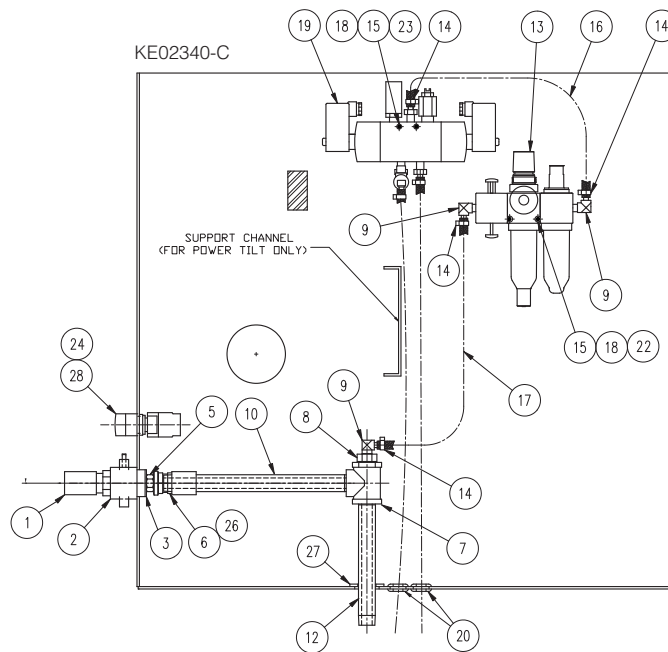 19 18 15 23 14 13 16 14
KE02340-C
9
SUPPORT CHANNEL
(FOR POWER TILT ONLY)
14
9
15 18 22
24
28
5 10 8 9 17
14
1 2 3 6 26 7
27
12 20